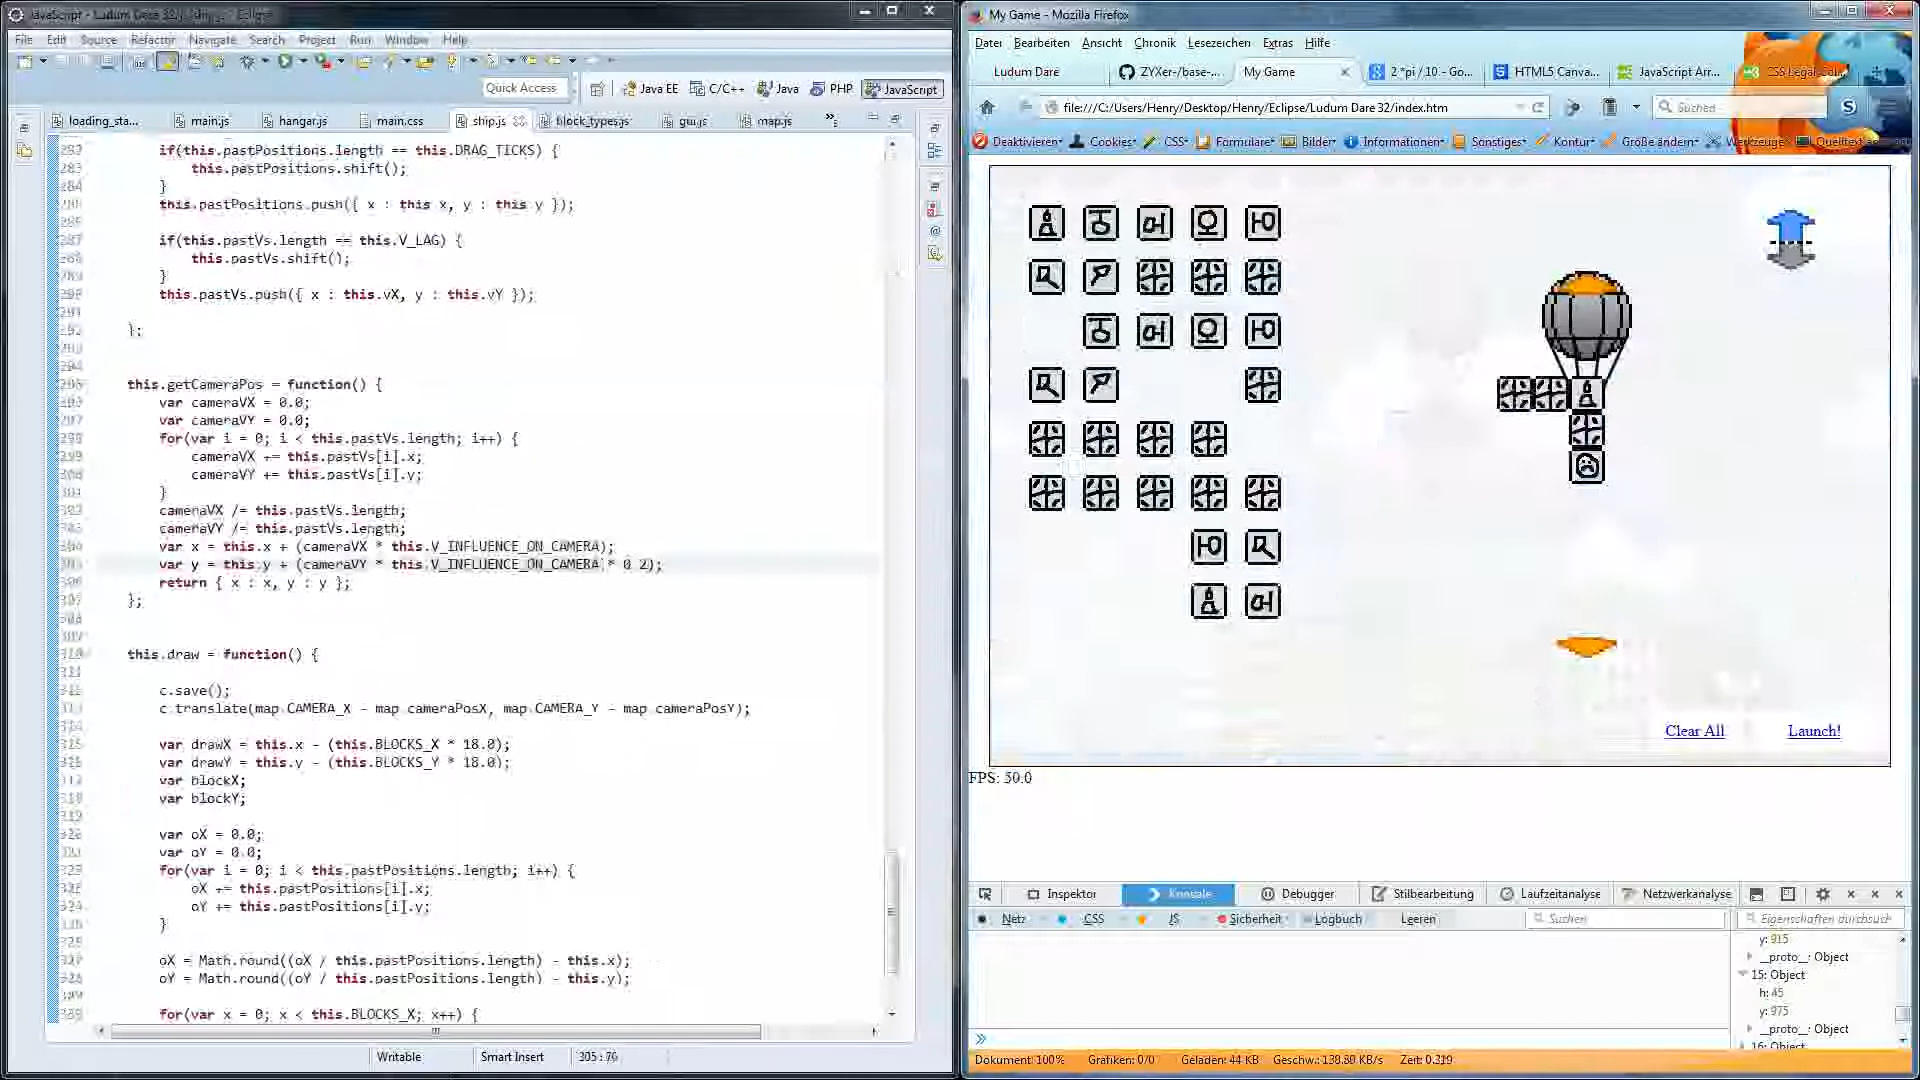 JavaScript - Ludum Dare 32/
File Edit Source Refactor Navigate Search Project Run Window Help
Quick Access
Java EE
C/C++
Java
PHP
JavaScript
loading_sta...
main.js
hangar.js
main.css
ship.js
block_types.js
gui.js
map.js
if(this.pastPositions.length == this.DRAG_TICKS) {
this.pastPositions.shift();
}
this.pastPositions.push({ x : this.x, y : this.y });
if(this.pastVs.length == this.V_LAG) {
this.pastVs.shift();
}
this.pastVs.push({ x : this.vX, y : this.vY });
};
this.getCameraPos = function() {
var cameraVX = 0.0;
var cameraVY = 0.0;
for(var i = 0; i < this.pastVs.length; i++) {
cameraVX += this.pastVs[i].x;
cameraVY += this.pastVs[i].y;
}
cameraVX /= this.pastVs.length;
cameraVY /= this.pastVs.length;
var x = this.x + (cameraVX * this.V_INFLUENCE_ON_CAMERA);
var y = this.y + (cameraVY * this.V_INFLUENCE_ON_CAMERA * 0.2);
return { x : x, y : y };
};
this.draw = function() {
c.save();
c.translate(map.CAMERA_X - map.cameraPosX, map.CAMERA_Y - map.cameraPosY);
var drawX = this.x - (this.BLOCKS_X * 18.0);
var drawY = this.y - (this.BLOCKS_Y * 18.0);
var blockX;
var blockY;
var oX = 0.0;
var oY = 0.0;
for(var i = 0; i < this.pastPositions.length; i++) {
oX += this.pastPositions[i].x;
oY += this.pastPositions[i].y;
}
oX = Math.round((oX / this.pastPositions.length) - this.x);
oY = Math.round((oY / this.pastPositions.length) - this.y);
for(var x = 0; x < this.BLOCKS_X; x++) {
Writable
Smart Insert
305 : 70
My Game - Mozilla Firefox
Datei Bearbeiten Ansicht Chronik Lesezeichen Extras Hilfe
Ludum Dare
ZYXer-/base-...
My Game
2 *pi / 10 - Go...
HTML5 Canva...
JavaScript Arr...
CSS Legal Col...
file:///C:/Users/Henry/Desktop/Henry/Eclipse/Ludum Dare 32/index.htm
Suchen
Deaktivieren
Cookies
CSS
Formulare
Bilder
Informationen
Sonstiges
Kontur
Größe ändern
Werkzeuge
Clear All
Launch!
FPS: 50.0
Inspektor
Konsole
Debugger
Stilbearbeitung
Laufzeitanalyse
Netzwerkanalyse
Netz
CSS
JS
Sicherheit
Logbuch
Leeren
Suchen
Eigenschaften durchsuch
y: 915
__proto__: Object
15: Object
h: 45
y: 975
__proto__: Object
16: Object
Dokument: 100% Grafiken: 0/0 Geladen: 44 KB Geschw.: 138.80 KB/s Zeit: 0.319